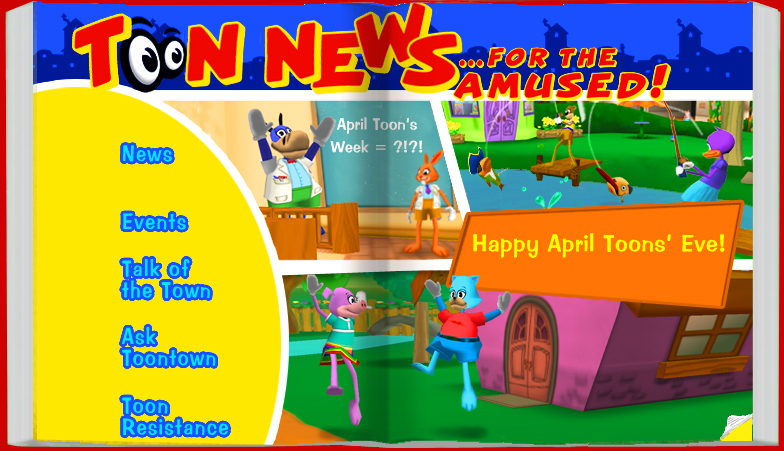 TOON NEWS
...FOR THE
AMUSED!
April Toon's
Week = ?!?!
News
Events
Talk of
the Town
Ask
Toontown
Toon
Resistance
Happy April Toons' Eve!